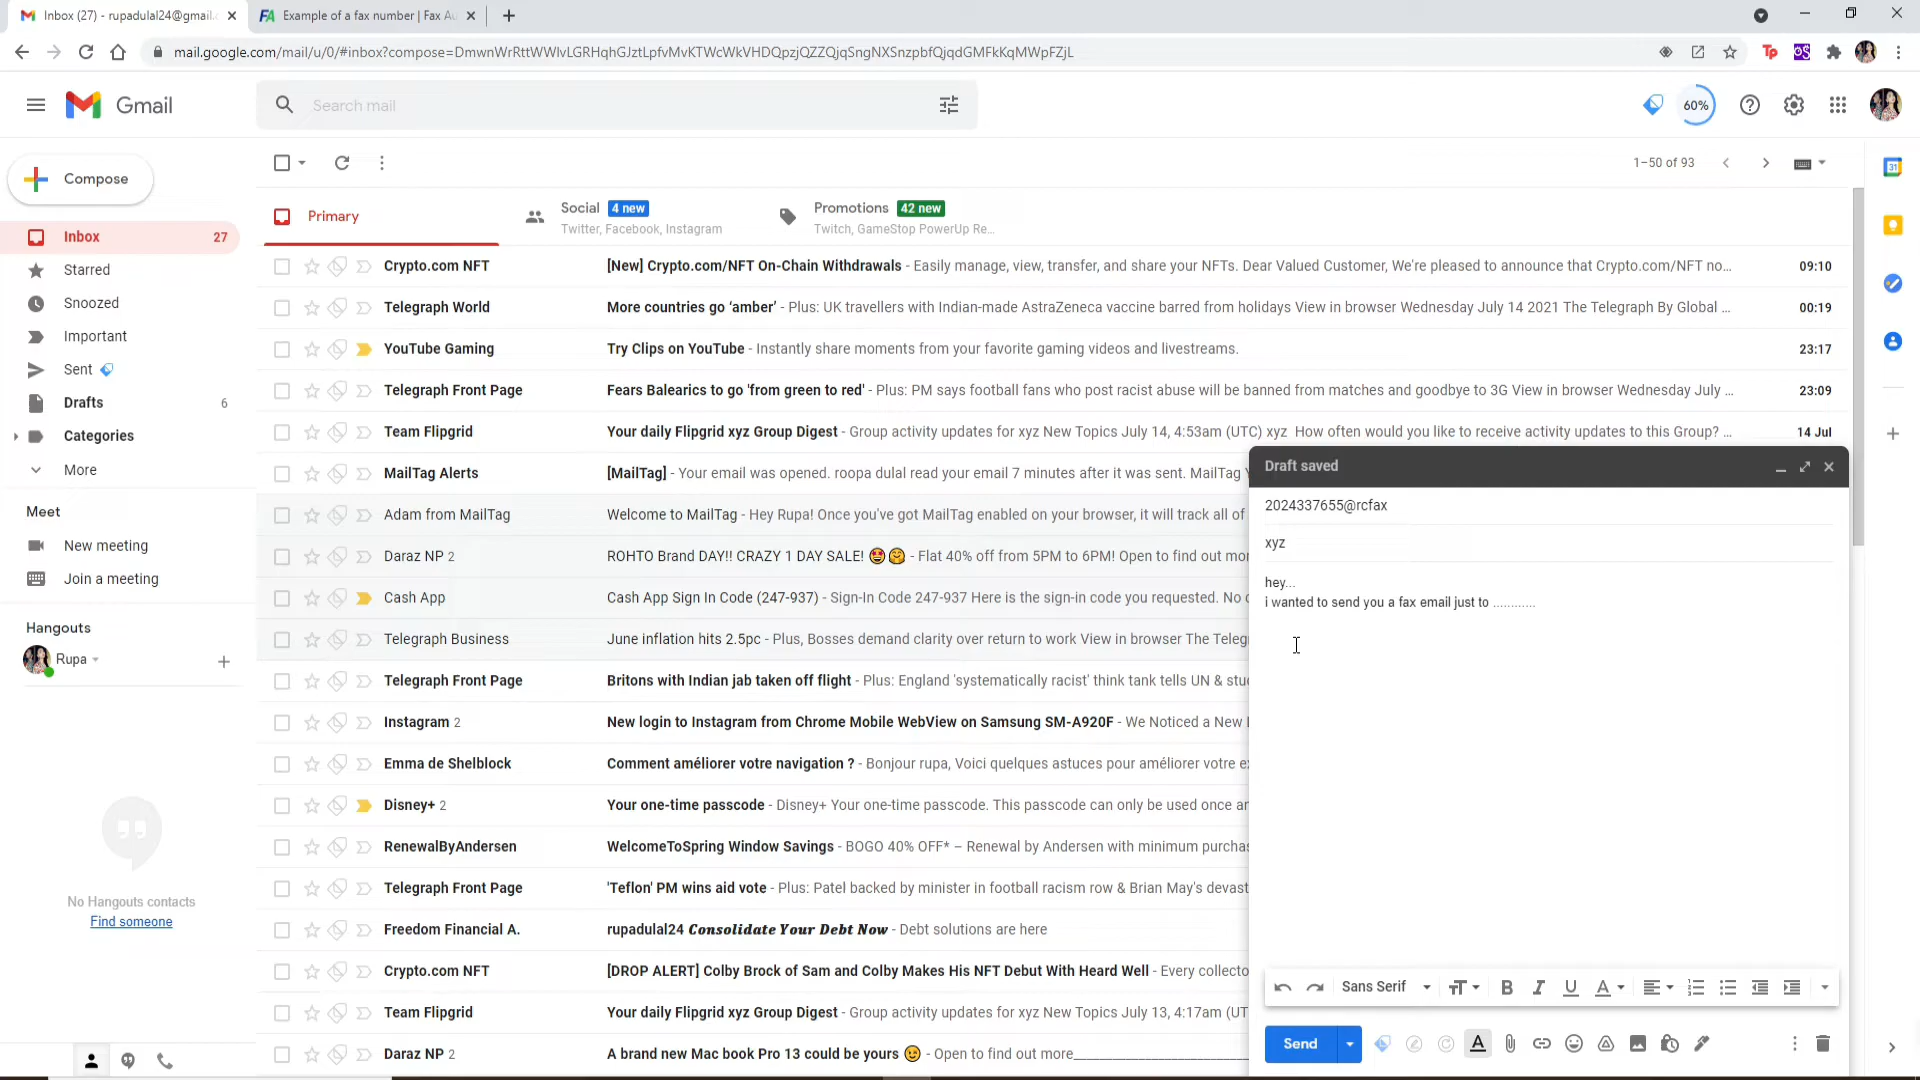 Inbox (27) - rupadulal24@gmail.
Example of a fax number | Fax Au
mail.google.com/mail/u/0/#inbox?compose=DmwnWrRttWWlvLGRHqhGJztLpfvMvKTWcWkVHDQpzjQZZQjqSngNXSnzpbfQjqdGMFkKqMWpFZjL
Gmail
Search mail
60%
Compose
1–50 of 93
Primary
Social 4 new
Twitter, Facebook, Instagram
Promotions 42 new
Twitch, GameStop PowerUp Re...
Inbox 27
Starred
Snoozed
Important
Sent
Drafts 6
Categories
More
Meet
New meeting
Join a meeting
Hangouts
Rupa
No Hangouts contacts
Find someone
Crypto.com NFT [New] Crypto.com/NFT On-Chain Withdrawals - Easily manage, view, transfer, and share your NFTs. Dear Valued Customer, We're pleased to announce that Crypto.com/NFT no... 09:10
Telegraph World More countries go ‘amber’ - Plus: UK travellers with Indian-made AstraZeneca vaccine barred from holidays View in browser Wednesday July 14 2021 The Telegraph By Global ... 00:19
YouTube Gaming Try Clips on YouTube - Instantly share moments from your favorite gaming videos and livestreams. 23:17
Telegraph Front Page Fears Balearics to go 'from green to red' - Plus: PM says football fans who post racist abuse will be banned from matches and goodbye to 3G View in browser Wednesday July ... 23:09
Team Flipgrid Your daily Flipgrid xyz Group Digest - Group activity updates for xyz New Topics July 14, 4:53am (UTC) xyz How often would you like to receive activity updates to this Group? ... 14 Jul
MailTag Alerts [MailTag] - Your email was opened. roopa dulal read your email 7 minutes after it was sent. MailTag
Adam from MailTag Welcome to MailTag - Hey Rupa! Once you've got MailTag enabled on your browser, it will track all of
Daraz NP 2 ROHTO Brand DAY!! CRAZY 1 DAY SALE! 🤩🤗 - Flat 40% off from 5PM to 6PM! Open to find out mor
Cash App Cash App Sign In Code (247-937) - Sign-In Code 247-937 Here is the sign-in code you requested. No
Telegraph Business June inflation hits 2.5pc - Plus, Bosses demand clarity over return to work View in browser The Teleg
Telegraph Front Page Britons with Indian jab taken off flight - Plus: England 'systematically racist' think tank tells UN & stu
Instagram 2 New login to Instagram from Chrome Mobile WebView on Samsung SM-A920F - We Noticed a New
Emma de Shelblock Comment améliorer votre navigation ? - Bonjour rupa, Voici quelques astuces pour améliorer votre e
Disney+ 2 Your one-time passcode - Disney+ Your one-time passcode. This passcode can only be used once an
RenewalByAndersen WelcomeToSpring Window Savings - BOGO 40% OFF* – Renewal by Andersen with minimum purchas
Telegraph Front Page 'Teflon' PM wins aid vote - Plus: Patel backed by minister in football racism row & Brian May's devast
Freedom Financial A. rupadulal24 Consolidate Your Debt Now - Debt solutions are here
Crypto.com NFT [DROP ALERT] Colby Brock of Sam and Colby Makes His NFT Debut With Heard Well - Every collecto
Team Flipgrid Your daily Flipgrid xyz Group Digest - Group activity updates for xyz New Topics July 13, 4:17am (UT
Daraz NP 2 A brand new Mac book Pro 13 could be yours 😉 - Open to find out more
Draft saved
2024337655@rcfax
xyz
hey...
i wanted to send you a fax email just to ............
Sans Serif
Send